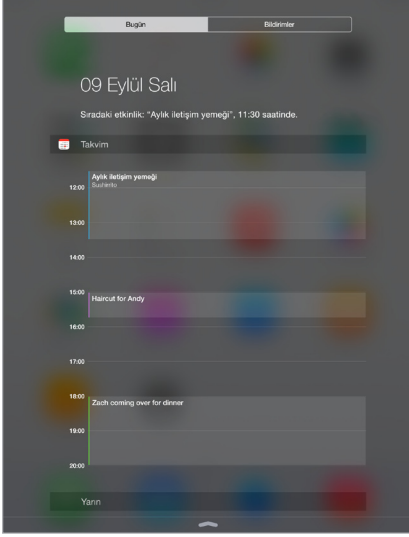 Bugün
Bildirimler
09 Eylül Salı
Sıradaki etkinlik: “Aylık iletişim yemeği”, 11:30 saatinde.
Takvim
Aylık iletişim yemeği
Sushirrito
12:00
13:00
14:00
15:00
Haircut for Andy
16:00
17:00
18:00
Zach coming over for dinner
19:00
20:00
Yarın